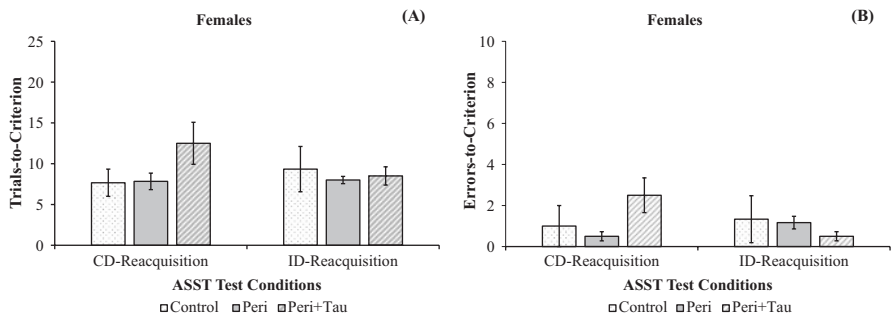 Females
(A)
25
20
15
10
5
0
Trials-to-Criterion
CD-Reacquisition
ID-Reacquisition
ASST Test Conditions
Control Peri Peri+Tau
Females
(B)
10
8
6
4
2
0
Errors-to-Criterion
CD-Reacquisition
ID-Reacquisition
ASST Test Conditions
Control Peri Peri+Tau